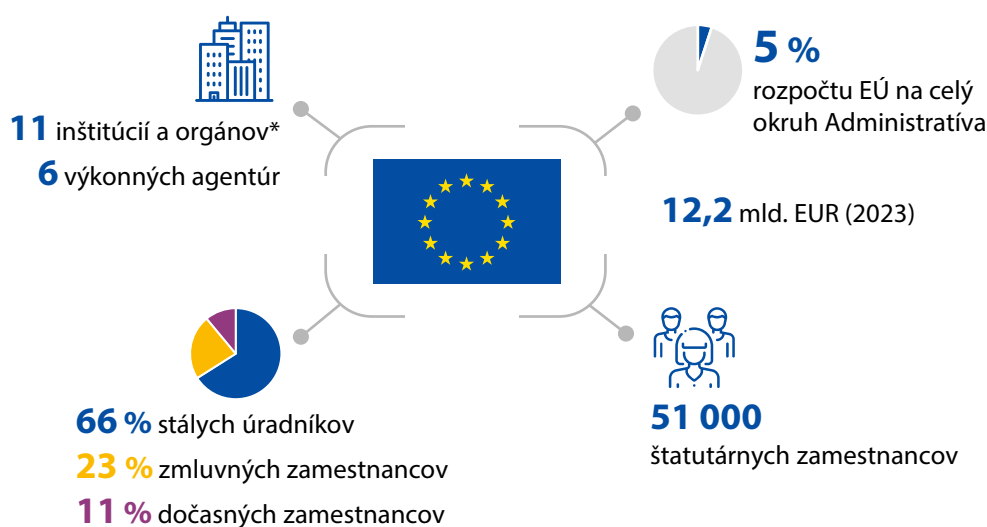 11 inštitúcií a orgánov*
6 výkonných agentúr
5 %
rozpočtu EÚ na celý
okruh Administratíva
12,2 mld. EUR (2023)
66 % stálych úradníkov
23 % zmluvných zamestnancov
11 % dočasných zamestnancov
51 000
štatutárnych zamestnancov